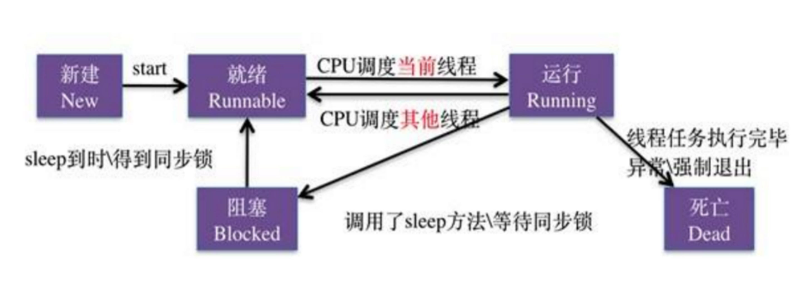 新建
New
start
就绪
Runnable
CPU调度当前线程
CPU调度其他线程
运行
Running
sleep到时\得到同步锁
线程任务执行完毕
异常\强制退出
阻塞
Blocked
调用了sleep方法\等待同步锁
死亡
Dead